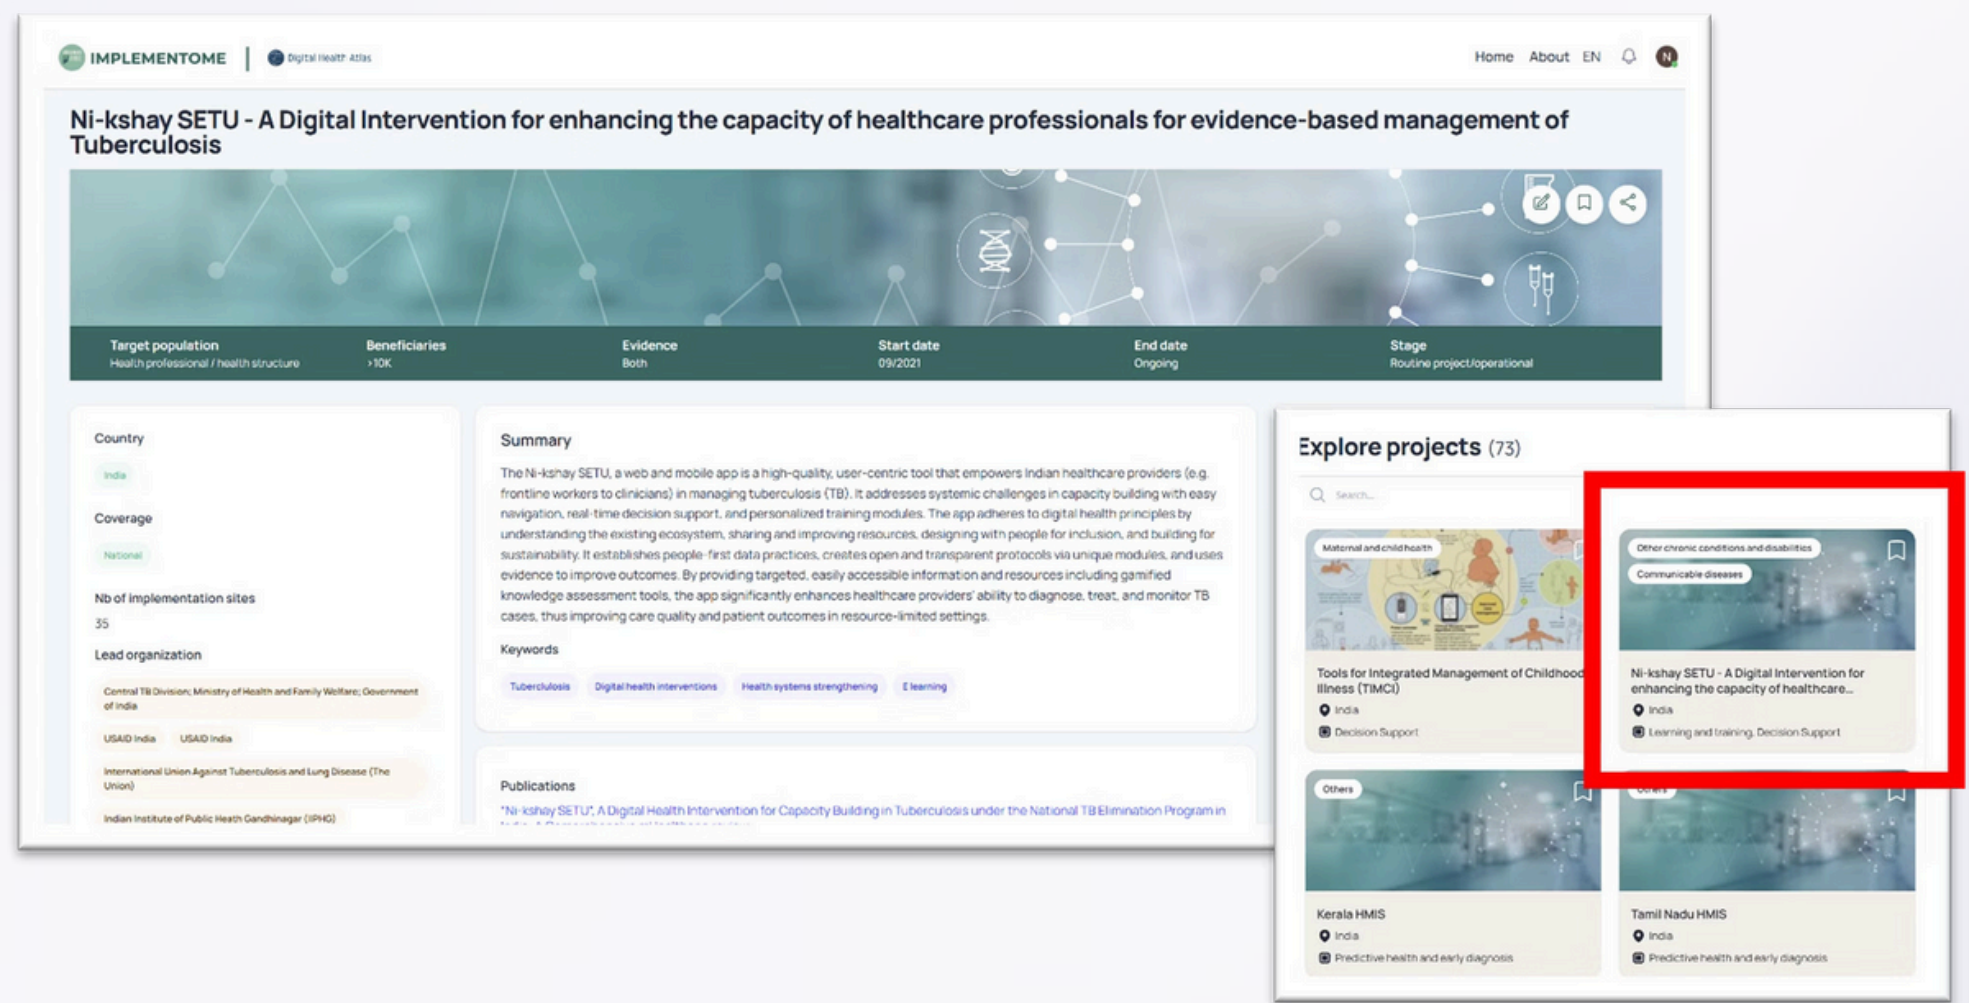 IMPLEMENTOME
Digital Health Atlas
Home About EN
N
Ni-kshay SETU - A Digital Intervention for enhancing the capacity of healthcare professionals for evidence-based management of
Tuberculosis
Target population
Health professional / health structure
Beneficiaries
>10K
Evidence
Both
Start date
09/2021
End date
Ongoing
Stage
Routine project/operational
Country
India
Coverage
National
Nb of implementation sites
35
Lead organization
Central TB Division; Ministry of Health and Family Welfare; Government
of India
USAID India USAID India
International Union Against Tuberculosis and Lung Disease (The
Union)
Indian Institute of Public Heath Gandhinagar (IIPHG)
Summary
The Ni-kshay SETU, a web and mobile app is a high-quality, user-centric tool that empowers Indian healthcare providers (e.g.
frontline workers to clinicians) in managing tuberculosis (TB). It addresses systemic challenges in capacity building with easy
navigation, real-time decision support, and personalized training modules. The app adheres to digital health principles by
understanding the existing ecosystem, sharing and improving resources, designing with people for inclusion, and building for
sustainability. It establishes people-first data practices, creates open and transparent protocols via unique modules, and uses
evidence to improve outcomes. By providing targeted, easily accessible information and resources including gamified
knowledge assessment tools, the app significantly enhances healthcare providers' ability to diagnose, treat, and monitor TB
cases, thus improving care quality and patient outcomes in resource-limited settings.
Keywords
Tuberclulosis Digital health interventions Health systems strengthening E learning
Publications
"Ni-kshay SETU", A Digital Health Intervention for Capacity Building in Tuberculosis under the National TB Elimination Program in
Explore projects (73)
Search...
Maternal and child health
Tools for Integrated Management of Childhood
Illness (TIMCI)
India
Decision Support
Other chronic conditions and disabilities
Communicable diseases
Ni-kshay SETU - A Digital Intervention for
enhancing the capacity of healthcare...
India
Learning and training, Decision Support
Others
Kerala HMIS
India
Predictive health and early diagnosis
Others
Tamil Nadu HMIS
India
Predictive health and early diagnosis